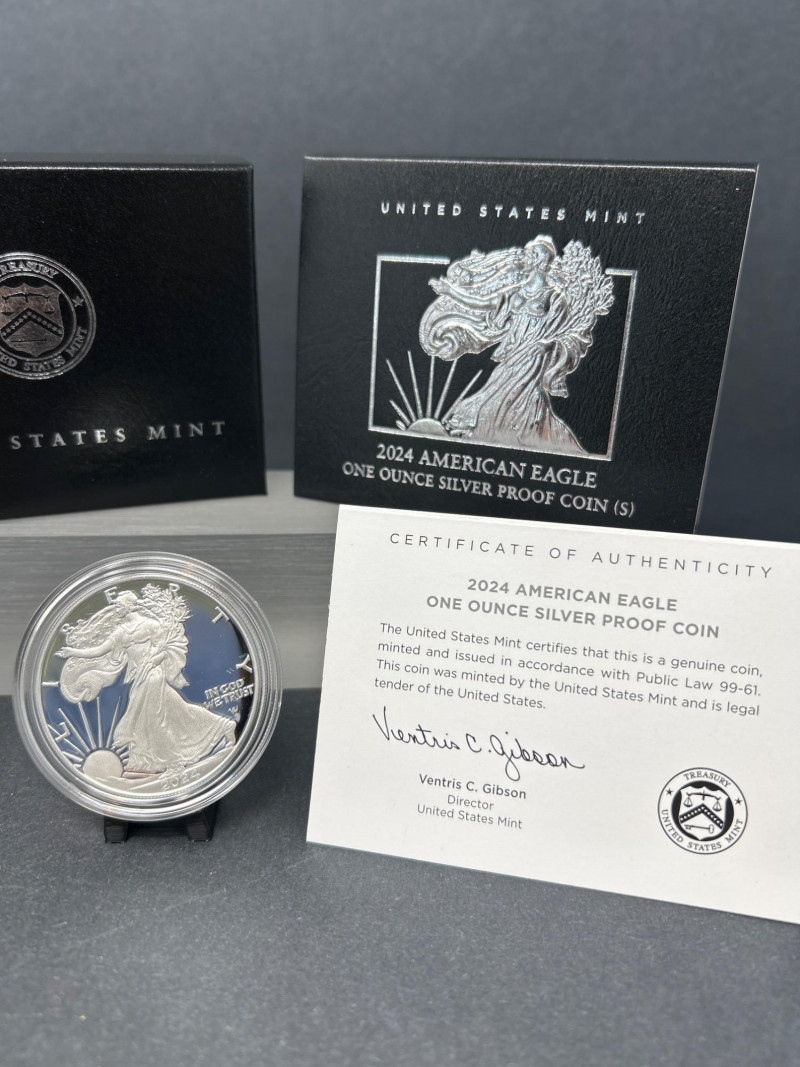 TREASURY
UNITED STATES MINT
STATES MINT
UNITED STATES MINT
2024 AMERICAN EAGLE
ONE OUNCE SILVER PROOF COIN (S)
LIBERTY
IN GOD
WE TRUST
2024
CERTIFICATE OF AUTHENTICITY
2024 AMERICAN EAGLE
ONE OUNCE SILVER PROOF COIN
The United States Mint certifies that this is a genuine coin,
minted and issued in accordance with Public Law 99-61.
This coin was minted by the United States Mint and is legal
tender of the United States.
Ventris C. Gibson
Ventris C. Gibson
Director
United States Mint
TREASURY
UNITED STATES MINT